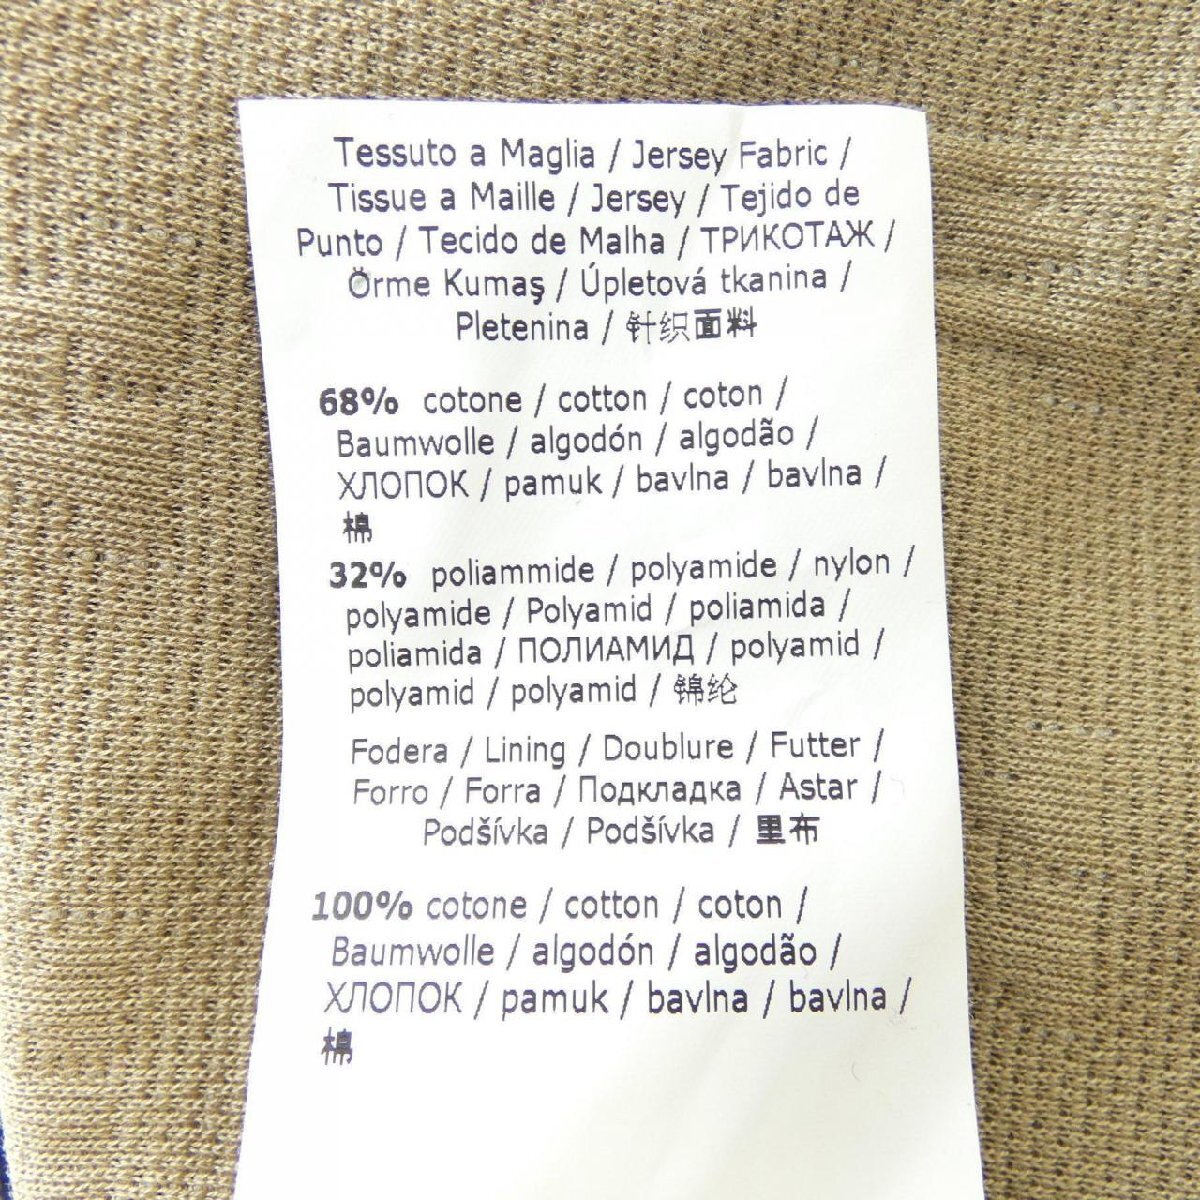 Tessuto a Maglia / Jersey Fabric /
Tissue a Maille / Jersey / Tejido de
Punto / Tecido de Malha / ТРИКОТАЖ /
Örme Kumaş / Úpletová tkanina /
Pletenina / 针织面料
68% cotone / cotton / coton /
Baumwolle / algodón / algodão /
ХЛОПОК / pamuk / bavlna / bavlna /
棉
32% poliammide / polyamide / nylon /
polyamide / Polyamid / poliamida /
poliamida / ПОЛИАМИД / polyamid /
polyamid / polyamid / 锦纶
Fodera / Lining / Doublure / Futter /
Forro / Forra / Подкладка / Astar /
Podšívka / Podšívka / 里布
100% cotone / cotton / coton /
Baumwolle / algodón / algodão /
ХЛОПОК / pamuk / bavlna / bavlna /
棉